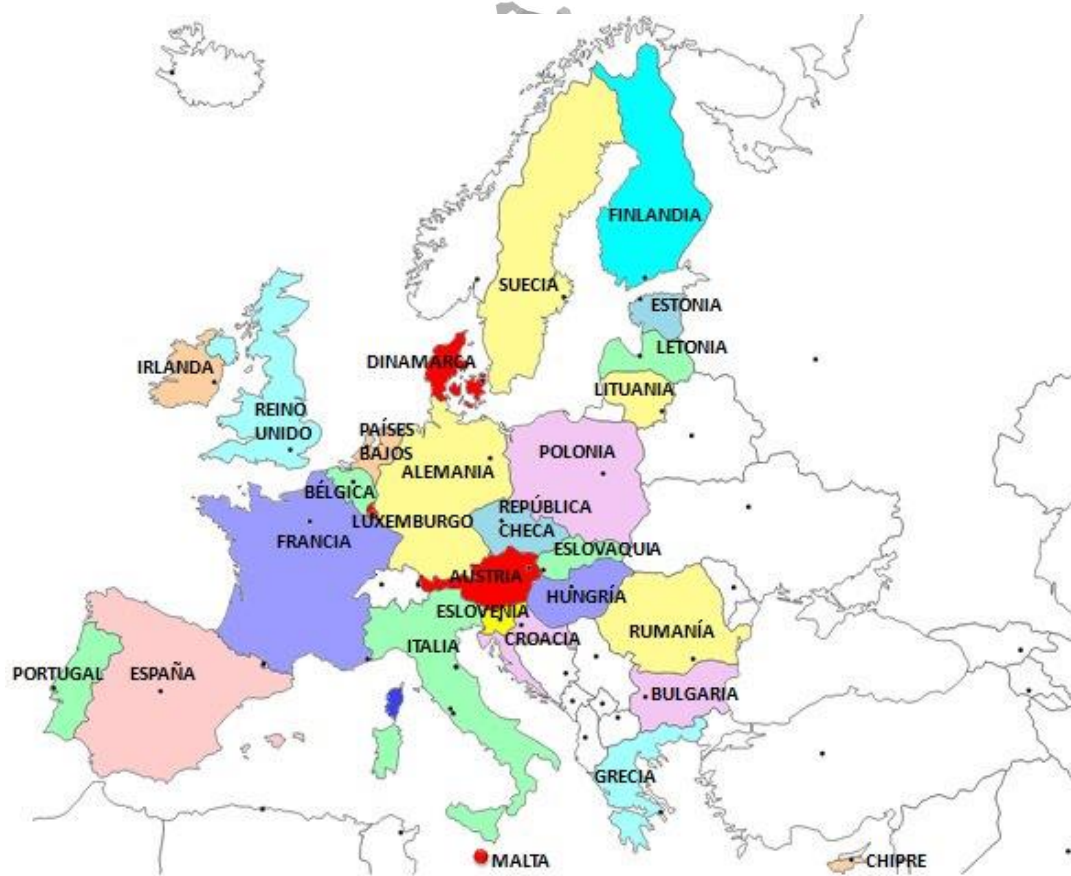 FINLANDIA
SUECIA
ESTONIA
LETONIA
DINAMARCA
IRLANDA
LITUANIA
REINO
UNIDO
PAÍSES
BAJOS
POLONIA
ALEMANIA
BÉLGICA
REPÚBLICA
CHECA
LUXEMBURGO
FRANCIA
ESLOVAQUIA
AUSTRIA
HUNGRÍA
ESLOVENIA
CROACIA
RUMANÍA
ITALIA
PORTUGAL
ESPAÑA
BULGARIA
GRECIA
MALTA
CHIPRE